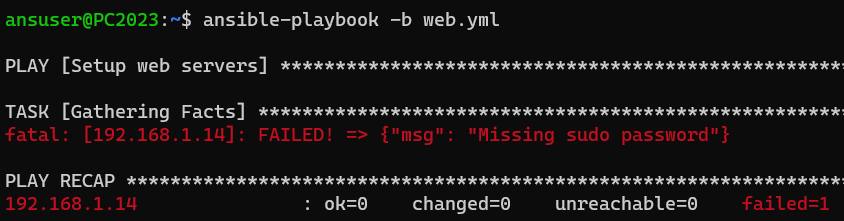 ansuser@PC2023:~$ ansible-playbook -b web.yml
PLAY [Setup web servers] ****************************************************
TASK [Gathering Facts] ******************************************************
fatal: [192.168.1.14]: FAILED! => {"msg": "Missing sudo password"}
PLAY RECAP ******************************************************************
192.168.1.14               : ok=0    changed=0    unreachable=0    failed=1